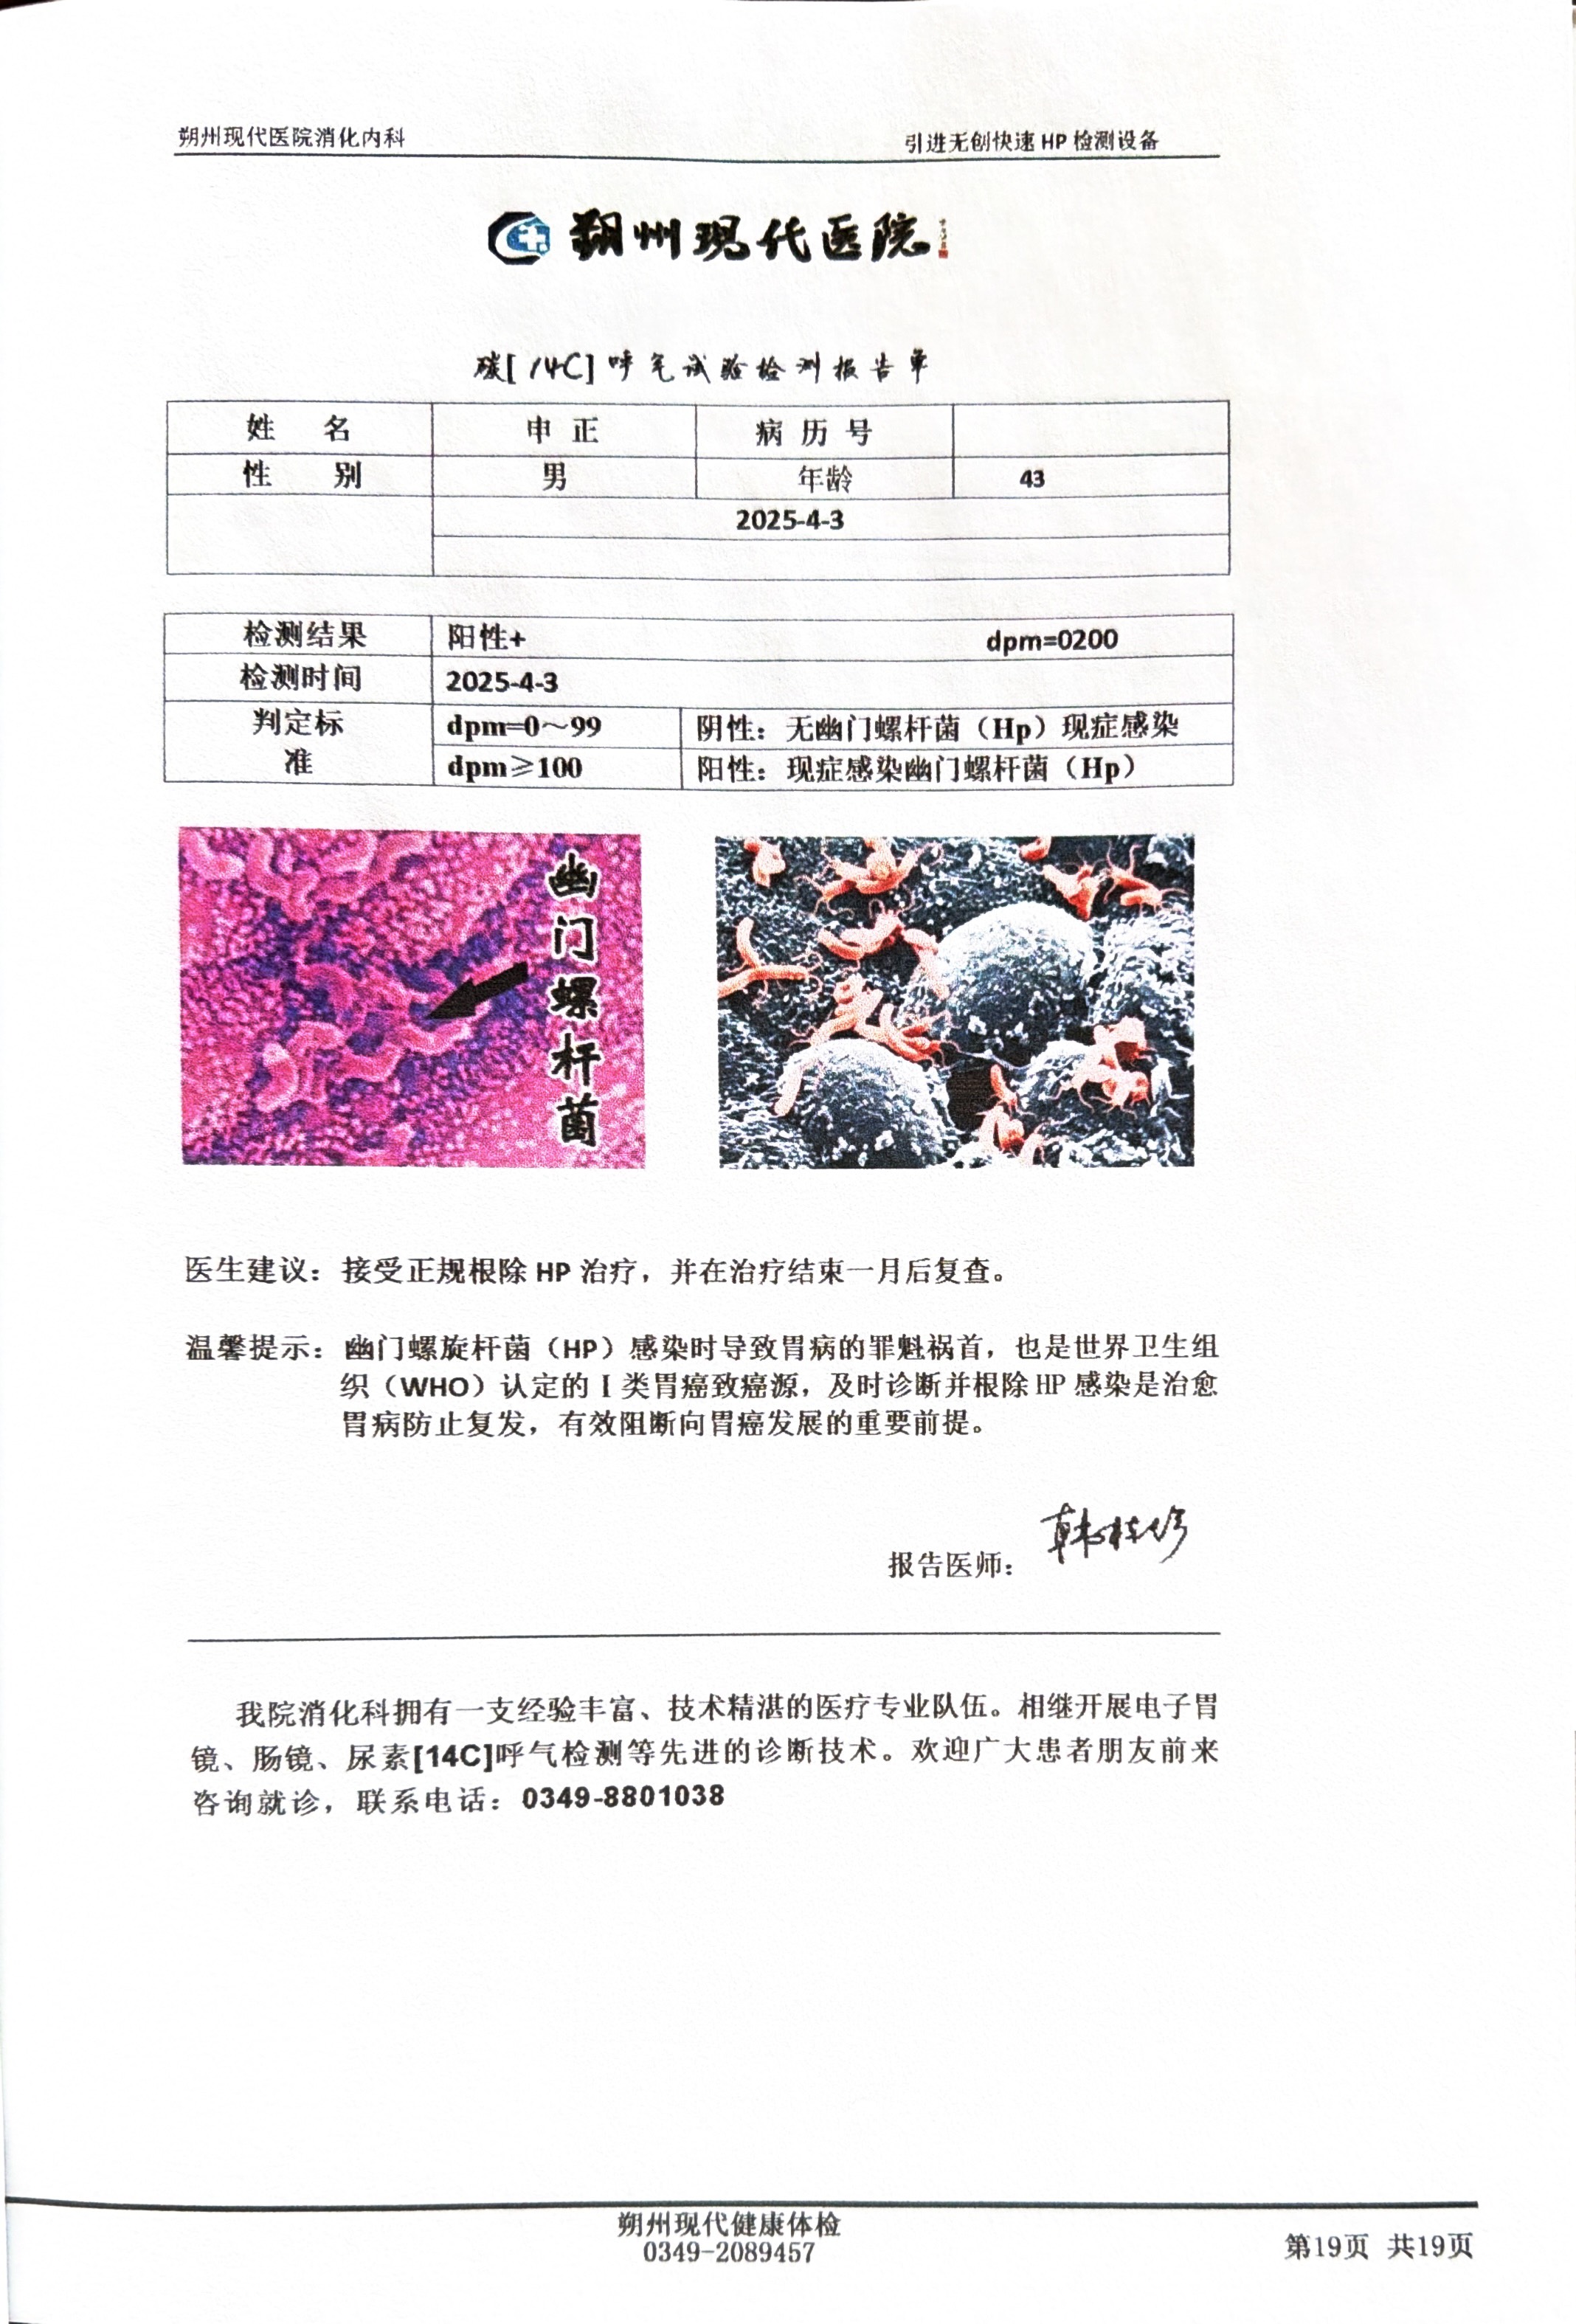 朔州现代医院消化内科 引进无创快速 HP 检测设备
朔州现代医院
碳[14C]呼气试验检测报告单
姓 名 申 正 病 历 号
性 别 男 年龄 43
2025-4-3
检测结果 阳性+ dpm=0200
检测时间 2025-4-3
判定标准 dpm=0～99 阴性：无幽门螺杆菌（Hp）现症感染
dpm≥100 阳性：现症感染幽门螺杆菌（Hp）
幽门螺杆菌
医生建议：接受正规根除 HP 治疗，并在治疗结束一月后复查。
温馨提示：幽门螺旋杆菌（HP）感染时导致胃病的罪魁祸首，也是世界卫生组
织（WHO）认定的 I 类胃癌致癌源，及时诊断并根除 HP 感染是治愈
胃病防止复发，有效阻断向胃癌发展的重要前提。
报告医师：
我院消化科拥有一支经验丰富、技术精湛的医疗专业队伍。相继开展电子胃
镜、肠镜、尿素[14C]呼气检测等先进的诊断技术。欢迎广大患者朋友前来
咨询就诊，联系电话：0349-8801038
朔州现代健康体检
0349-2089457
第19页 共19页